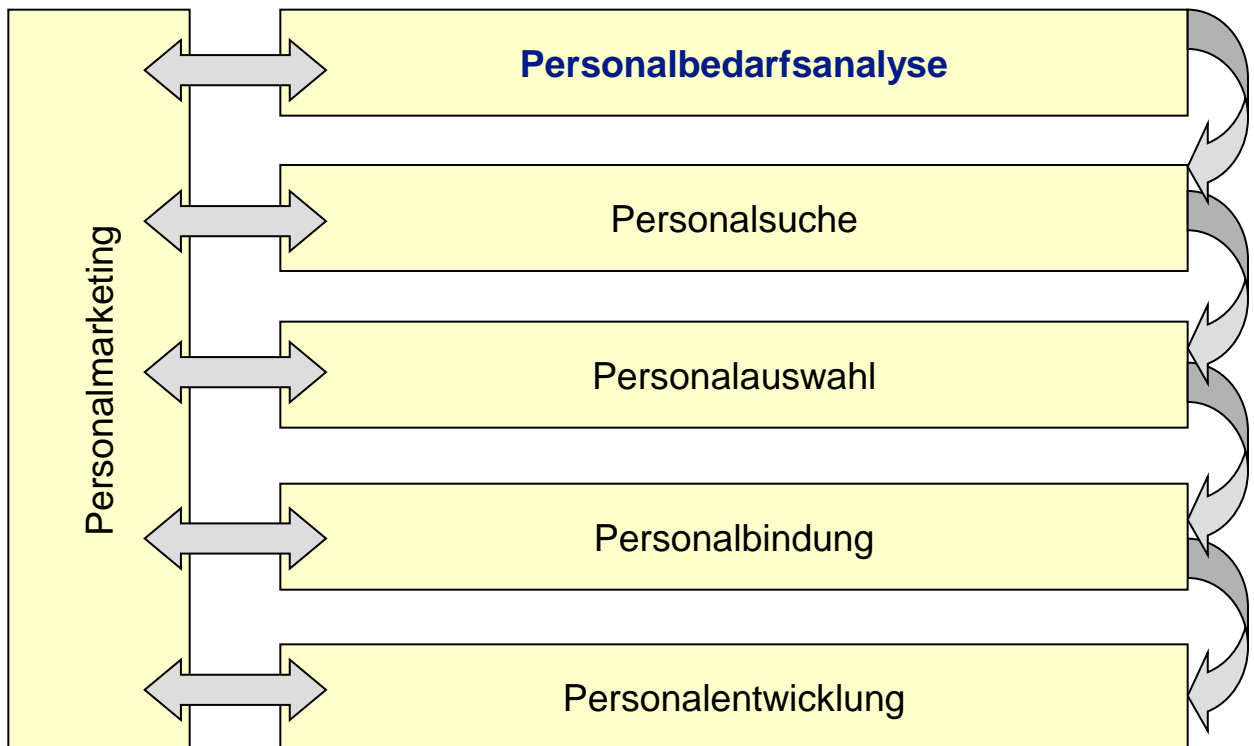 Personalmarketing
Personalbedarfsanalyse
Personalsuche
Personalauswahl
Personalbindung
Personalentwicklung